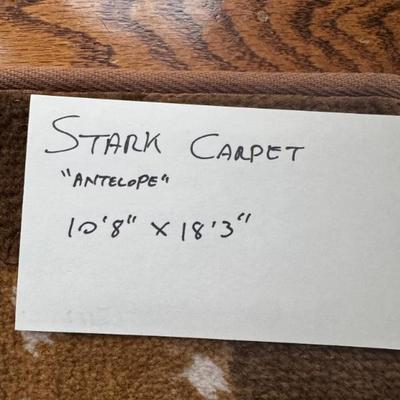 STARK CARPET
"ANTELOPE"
10'8" x 18'3"